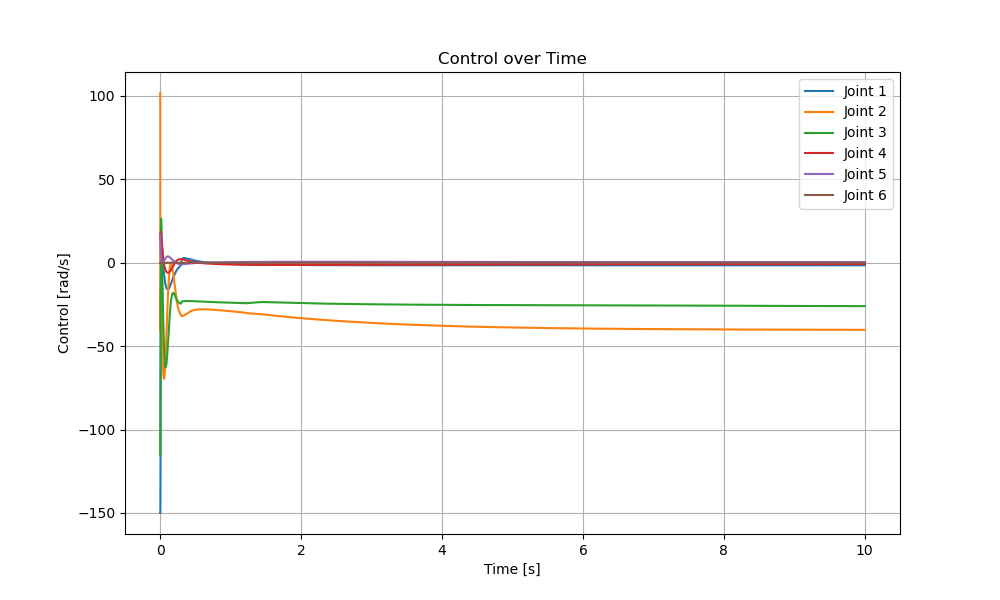 Control over Time
Control [rad/s]
100
50
0
−50
−100
−150
Joint 1
Joint 2
Joint 3
Joint 4
Joint 5
Joint 6
0 2 4 6 8 10
Time [s]